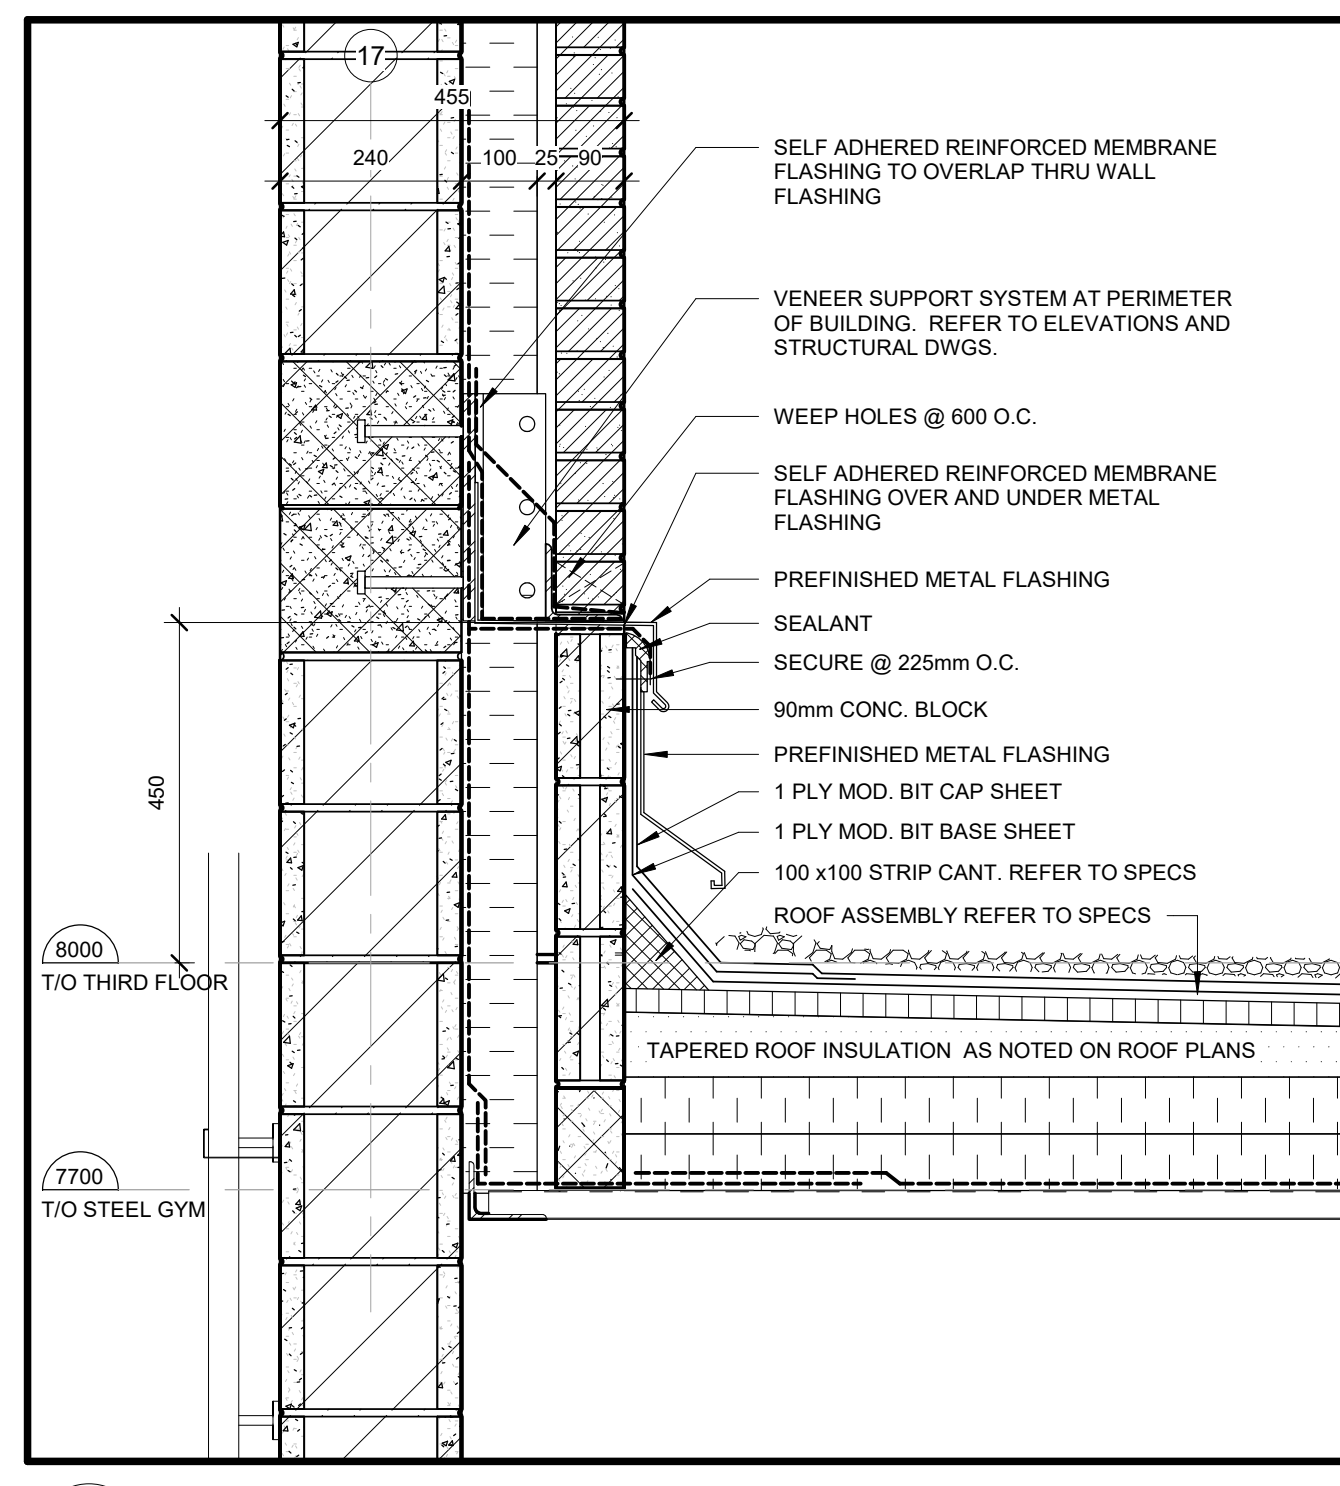 17
455
240
100
25
90
SELF ADHERED REINFORCED MEMBRANE
FLASHING TO OVERLAP THRU WALL
FLASHING
VENEER SUPPORT SYSTEM AT PERIMETER
OF BUILDING. REFER TO ELEVATIONS AND
STRUCTURAL DWGS.
WEEP HOLES @ 600 O.C.
SELF ADHERED REINFORCED MEMBRANE
FLASHING OVER AND UNDER METAL
FLASHING
PREFINISHED METAL FLASHING
SEALANT
SECURE @ 225mm O.C.
90mm CONC. BLOCK
PREFINISHED METAL FLASHING
1 PLY MOD. BIT CAP SHEET
1 PLY MOD. BIT BASE SHEET
100 x100 STRIP CANT. REFER TO SPECS
ROOF ASSEMBLY REFER TO SPECS
450
8000
T/O THIRD FLOOR
TAPERED ROOF INSULATION AS NOTED ON ROOF PLANS
7700
T/O STEEL GYM